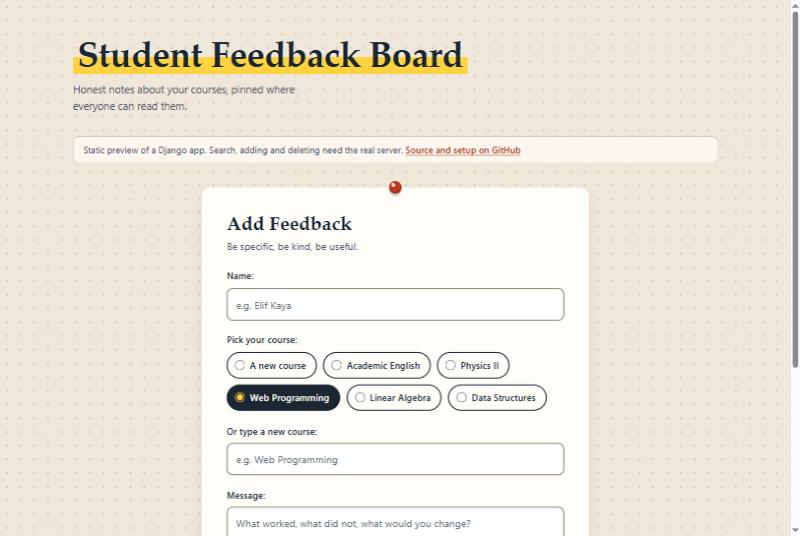 Student Feedback Board
Honest notes about your courses, pinned where
everyone can read them.
Static preview of a Django app. Search, adding and deleting need the real server. Source and setup on GitHub
Add Feedback
Be specific, be kind, be useful.
Name:
e.g. Elif Kaya
Pick your course:
A new course
Academic English
Physics II
Web Programming
Linear Algebra
Data Structures
Or type a new course:
e.g. Web Programming
Message:
What worked, what did not, what would you change?